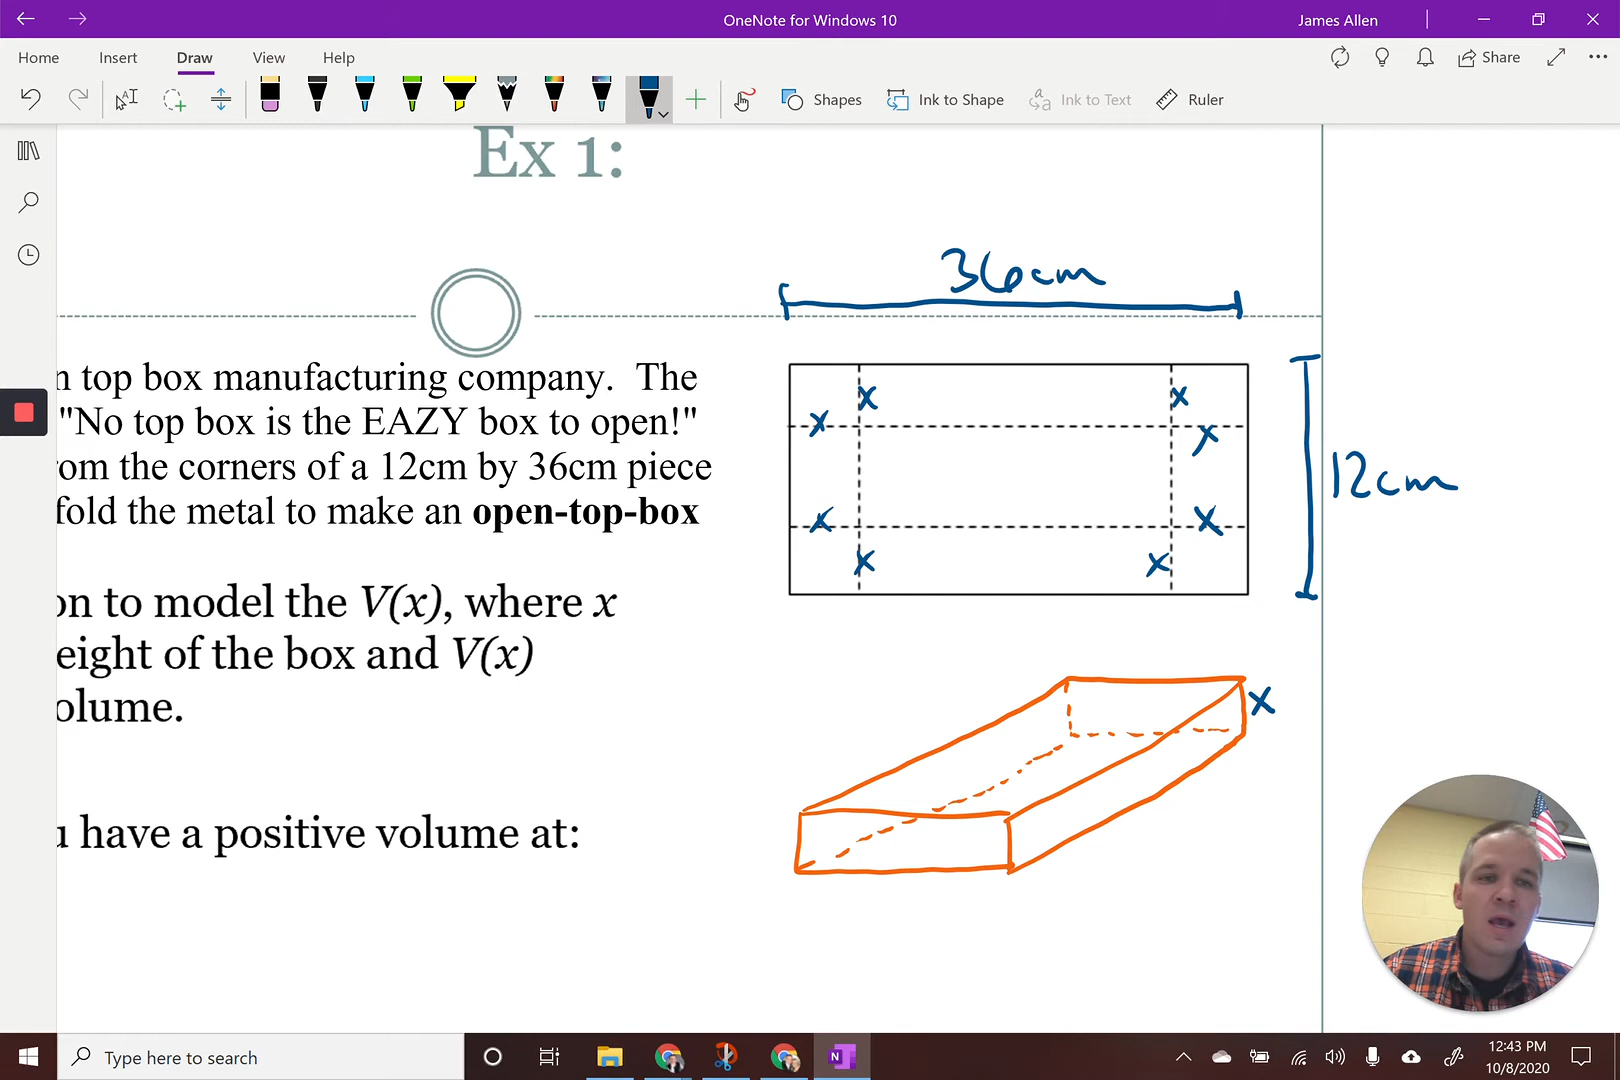 OneNote for Windows 10
James Allen
Home Insert Draw View Help
Share
Shapes Ink to Shape Ink to Text Ruler
Ex 1:
36cm
n top box manufacturing company. The
"No top box is the EAZY box to open!"
om the corners of a 12cm by 36cm piece
fold the metal to make an open-top-box
x x
x x
x x
x x
12cm
on to model the V(x), where x
eight of the box and V(x)
olume.
x
u have a positive volume at:
Type here to search
12:43 PM
10/8/2020